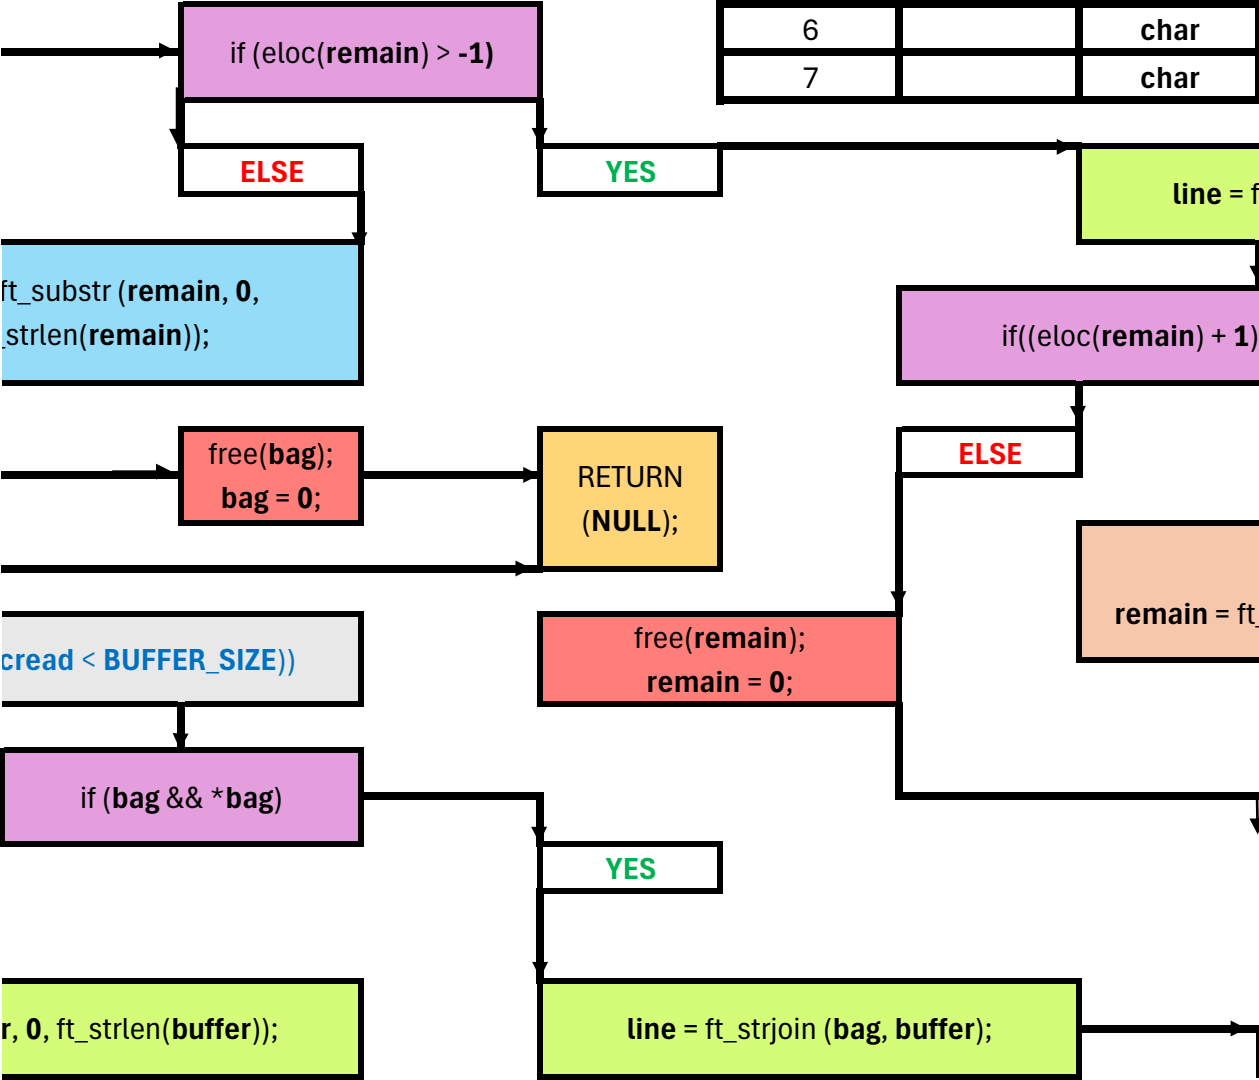 if (eloc(remain) > -1)
6 char
7 char
ELSE
YES
line = f
ft_substr (remain, 0,
_strlen(remain));
if((eloc(remain) + 1)
free(bag);
bag = 0;
RETURN
(NULL);
ELSE
remain = ft_
cread < BUFFER_SIZE))
free(remain);
remain = 0;
if (bag && *bag)
YES
r, 0, ft_strlen(buffer));
line = ft_strjoin (bag, buffer);